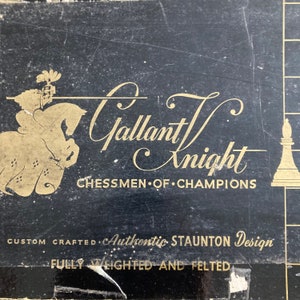 Gallant Knight
CHESSMEN·OF·CHAMPIONS
CUSTOM CRAFTED·Authentic STAUNTON Design
FULLY WEIGHTED AND FELTED